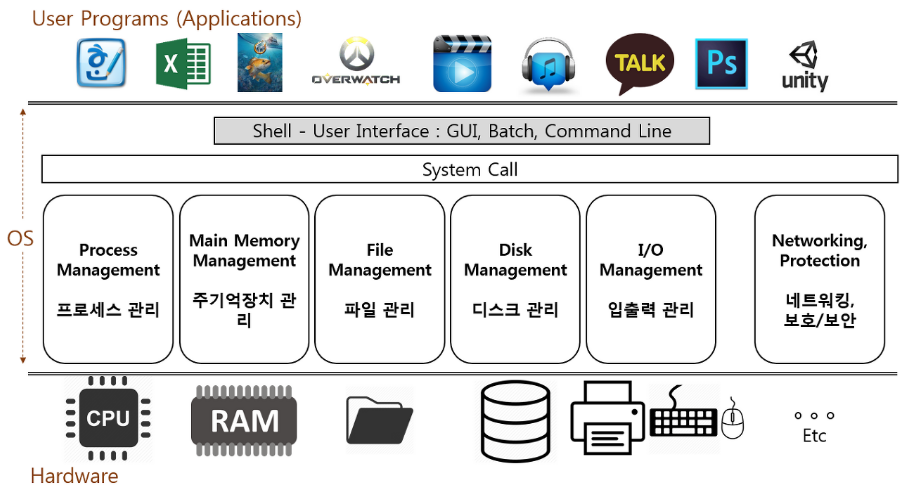 User Programs (Applications)
X
OVERWATCH
TALK
Ps
unity
Shell - User Interface : GUI, Batch, Command Line
System Call
OS
Process
Management
프로세스 관리
Main Memory
Management
주기억장치 관
리
File
Management
파일 관리
Disk
Management
디스크 관리
I/O
Management
입출력 관리
Networking,
Protection
네트워킹,
보호/보안
CPU
RAM
Etc
Hardware